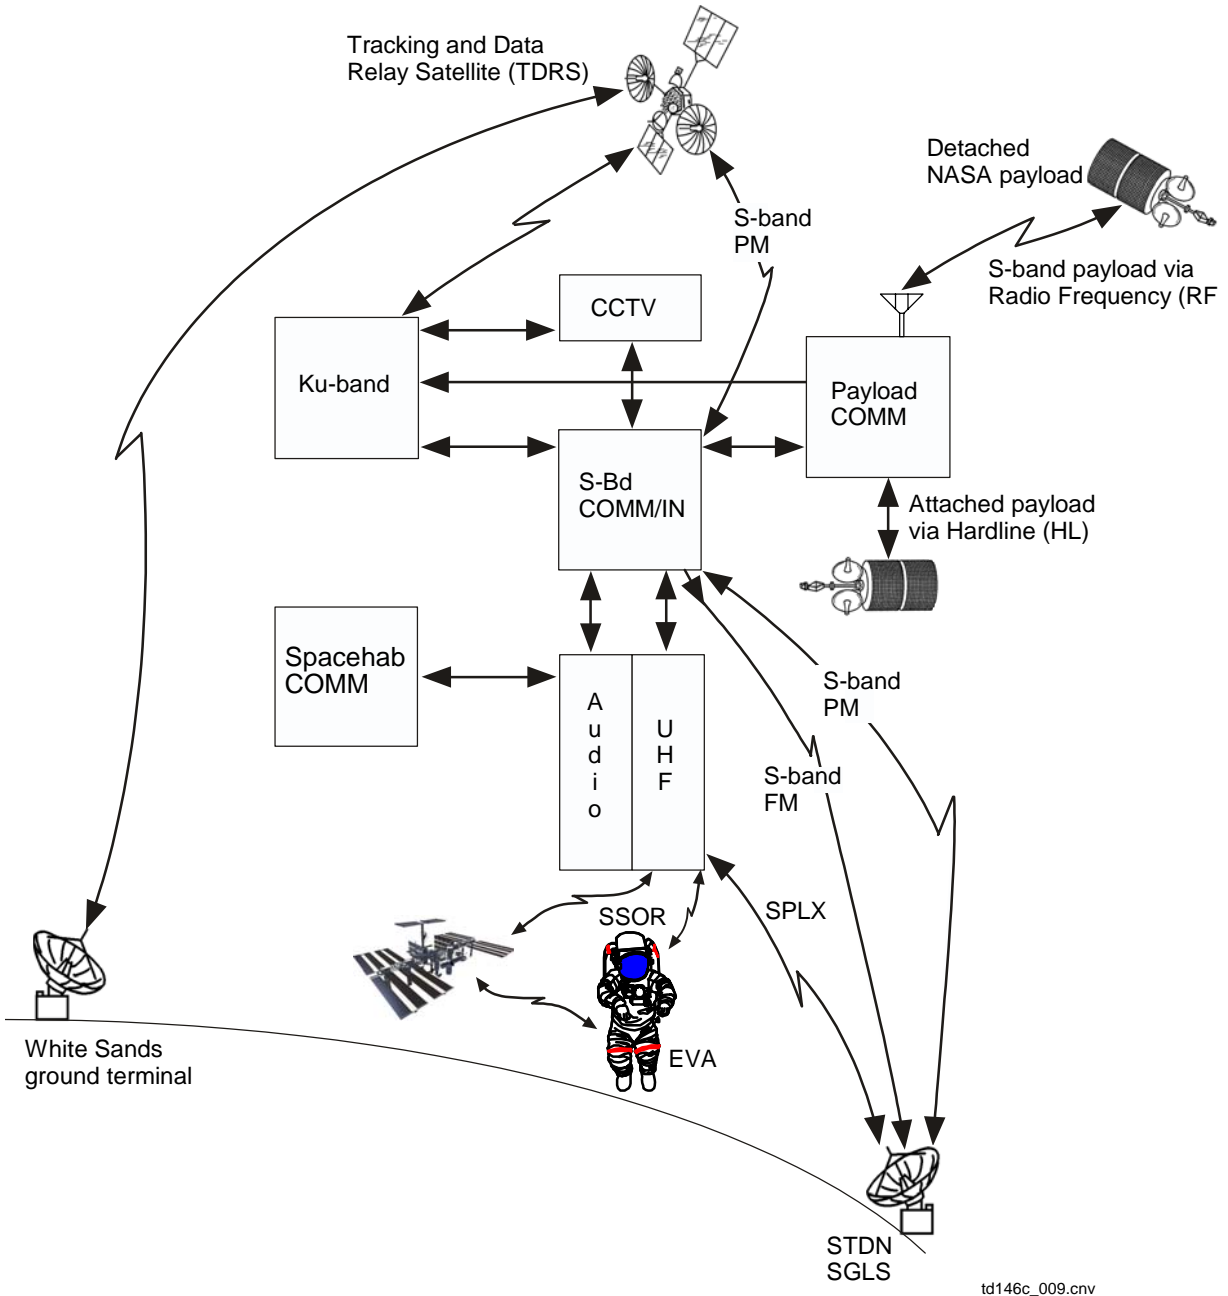 Tracking and Data
Relay Satellite (TDRS)
Detached
NASA payload
S-band
PM
S-band payload via
Radio Frequency (RF
CCTV
Ku-band
Payload
COMM
S-Bd
COMM/IN
Attached payload
via Hardline (HL)
Spacehab
COMM
Audio
UHF
S-band
PM
S-band
FM
SSOR
SPLX
EVA
White Sands
ground terminal
STDN
SGLS
td146c_009.cnv